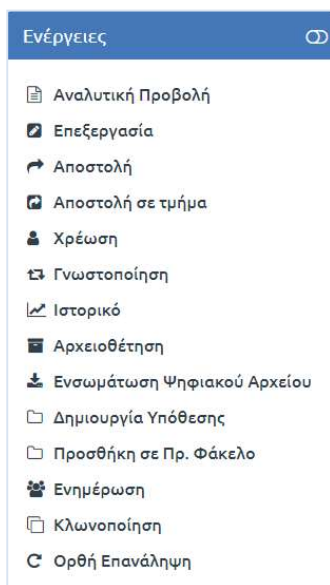 Ενέργειες
Αναλυτική Προβολή
Επεξεργασία
Αποστολή
Αποστολή σε τμήμα
Χρέωση
Γνωστοποίηση
Ιστορικό
Αρχειοθέτηση
Ενσωμάτωση Ψηφιακού Αρχείου
Δημιουργία Υπόθεσης
Προσθήκη σε Πρ. Φάκελο
Ενημέρωση
Κλωνοποίηση
Ορθή Επανάληψη